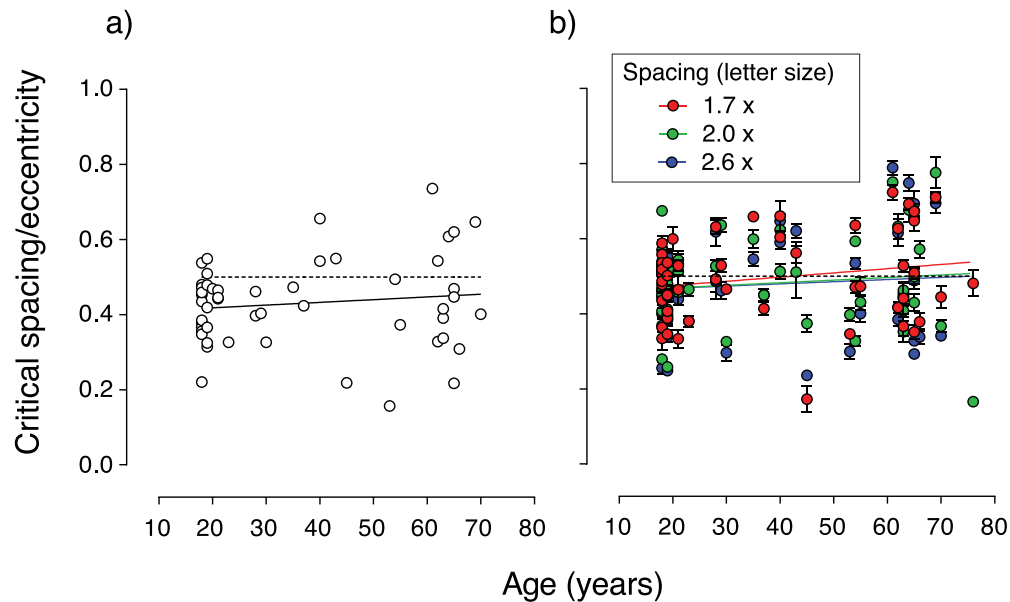 a)
b)
Critical spacing/eccentricity
1.0
0.8
0.6
0.4
0.2
0.0
10 20 30 40 50 60 70 80
Spacing (letter size)
1.7 x
2.0 x
2.6 x
10 20 30 40 50 60 70 80
Age (years)